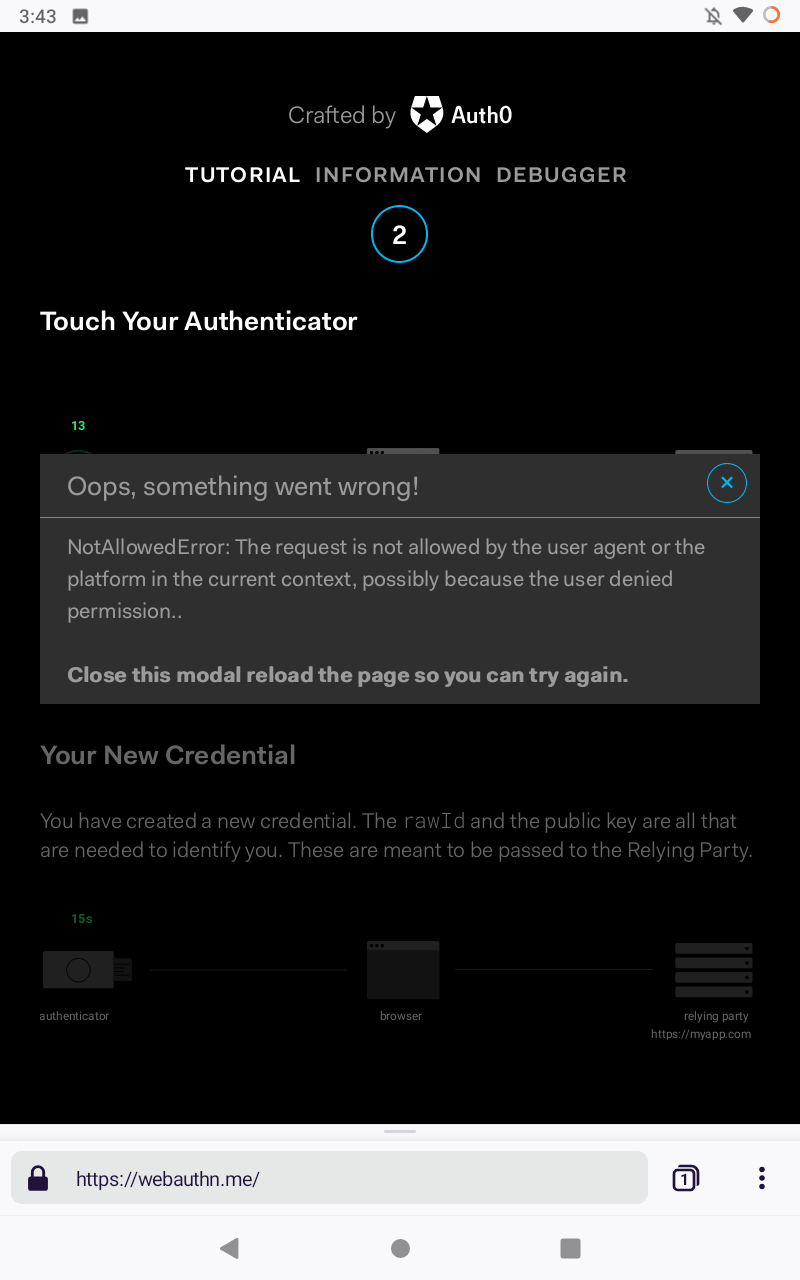 3:43
Crafted by Auth0
TUTORIAL INFORMATION DEBUGGER
2
Touch Your Authenticator
13
Oops, something went wrong!
NotAllowedError: The request is not allowed by the user agent or the
platform in the current context, possibly because the user denied
permission..
Close this modal reload the page so you can try again.
Your New Credential
You have created a new credential. The rawId and the public key are all that
are needed to identify you. These are meant to be passed to the Relying Party.
15s
authenticator browser relying party
https://myapp.com
https://webauthn.me/ 1